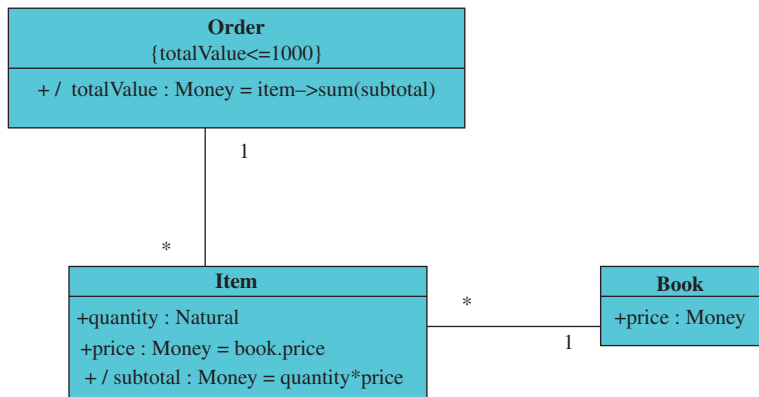 Order
{totalValue<=1000}
+ / totalValue : Money = item–>sum(subtotal)
1
*
Item
+quantity : Natural
+price : Money = book.price
+ / subtotal : Money = quantity*price
*
1
Book
+price : Money